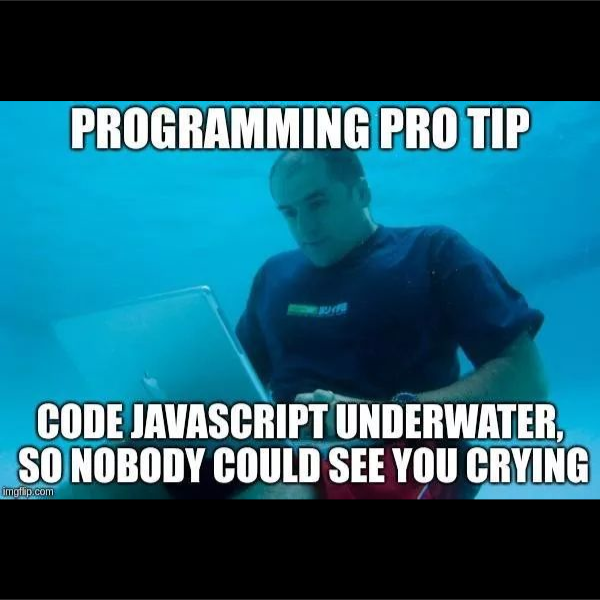 PROGRAMMING PRO TIP
CODE JAVASCRIPT UNDERWATER,
SO NOBODY COULD SEE YOU CRYING
imgflip.com